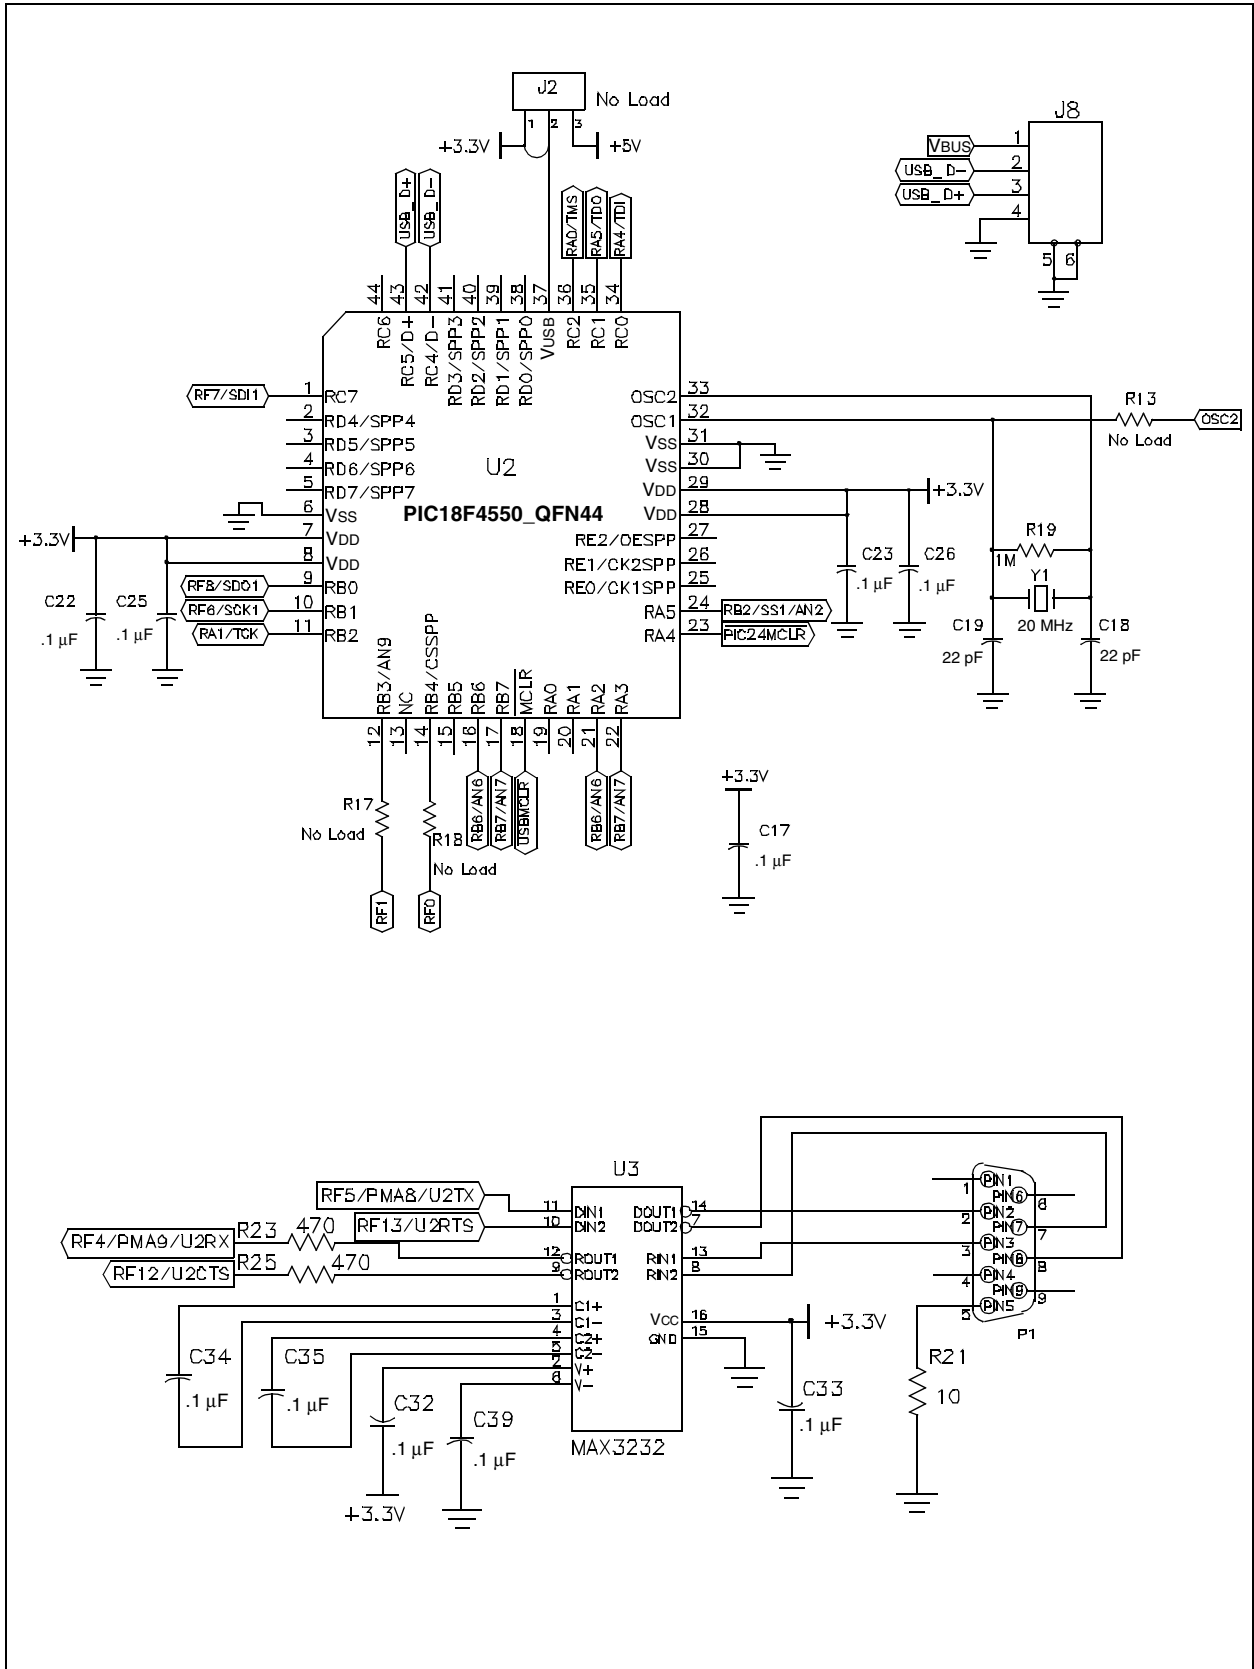 J2
No Load
1 2 3
+3.3V
+5V
J8
VBUS 1
USB_D- 2
USB_D+ 3
4
5 6
USB_D+
USB_D-
RA0/TMS
RA5/TDO
RA4/TDI
44 43 42 41 40 39 38 37 36 35 34
RC6
RC5/D+
RC4/D-
RD3/SPP3
RD2/SPP2
RD1/SPP1
RD0/SPP0
VUSB
RC2
RC1
RC0
U2
PIC18F4550_QFN44
RF7/SDI1 1 RC7
2 RD4/SPP4
3 RD5/SPP5
4 RD6/SPP6
5 RD7/SPP7
6 VSS
+3.3V 7 VDD
8 VDD
RF8/SDO1 9 RB0
RF6/SCK1 10 RB1
RA1/TCK 11 RB2
C22
.1 µF
C25
.1 µF
OSC2 33
OSC1 32
VSS 31
VSS 30
VDD 29
VDD 28
RE2/OESPP 27
RE1/CK2SPP 26
RE0/CK1SPP 25
RA5 24 RB2/SS1/AN2
RA4 23 PIC24MCLR
+3.3V
C23
.1 µF
C26
.1 µF
R13
No Load
OSC2
R19
1M
Y1
20 MHz
C19
22 pF
C18
22 pF
RB3/AN9
NC
RB4/CSSPP
RB5
RB6
RB7
MCLR
RA0
RA1
RA2
RA3
12 13 14 15 16 17 18 19 20 21 22
R17
No Load
R18
No Load
RF1
RF0
RB6/AN6
RB7/AN7
USBMCLR
RB6/AN6
RB7/AN7
+3.3V
C17
.1 µF
U3
RF5/PMA8/U2TX 11 DIN1
RF13/U2RTS 10 DIN2
RF4/PMA9/U2RX R23 470 12 ROUT1
RF12/U2CTS R25 470 9 ROUT2
1 C1+
3 C1-
4 C2+
5 C2-
2 V+
6 V-
DOUT1 14
DOUT2 7
RIN1 13
RIN2 8
VCC 16 +3.3V
GND 15
MAX3232
C34
.1 µF
C35
.1 µF
C32
.1 µF
+3.3V
C39
.1 µF
C33
.1 µF
1 PIN1
PIN6 6
2 PIN2
PIN7 7
3 PIN3
PIN8 8
4 PIN4
PIN9 9
5 PIN5
P1
R21
10